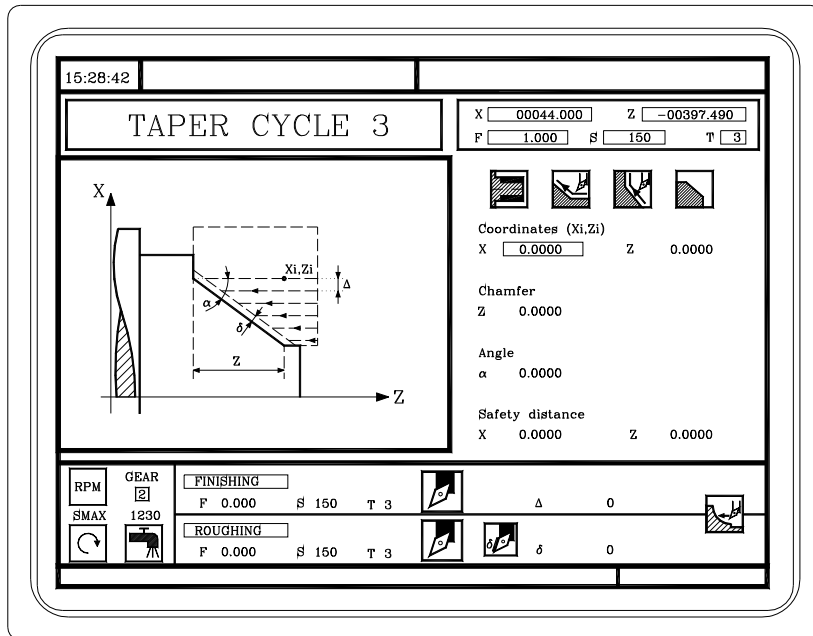 15:28:42
TAPER CYCLE 3
X 00044.000 Z -00397.490
F 1.000 S 150 T 3
X
Xi,Zi
Δ
α
δ
Z
Z
Coordinates (Xi,Zi)
X 0.0000 Z 0.0000
Chamfer
Z 0.0000
Angle
α 0.0000
Safety distance
X 0.0000 Z 0.0000
RPM
GEAR
2
SMAX 1230
FINISHING
F 0.000 S 150 T 3 Δ 0
ROUGHING
F 0.000 S 150 T 3 δ δ 0